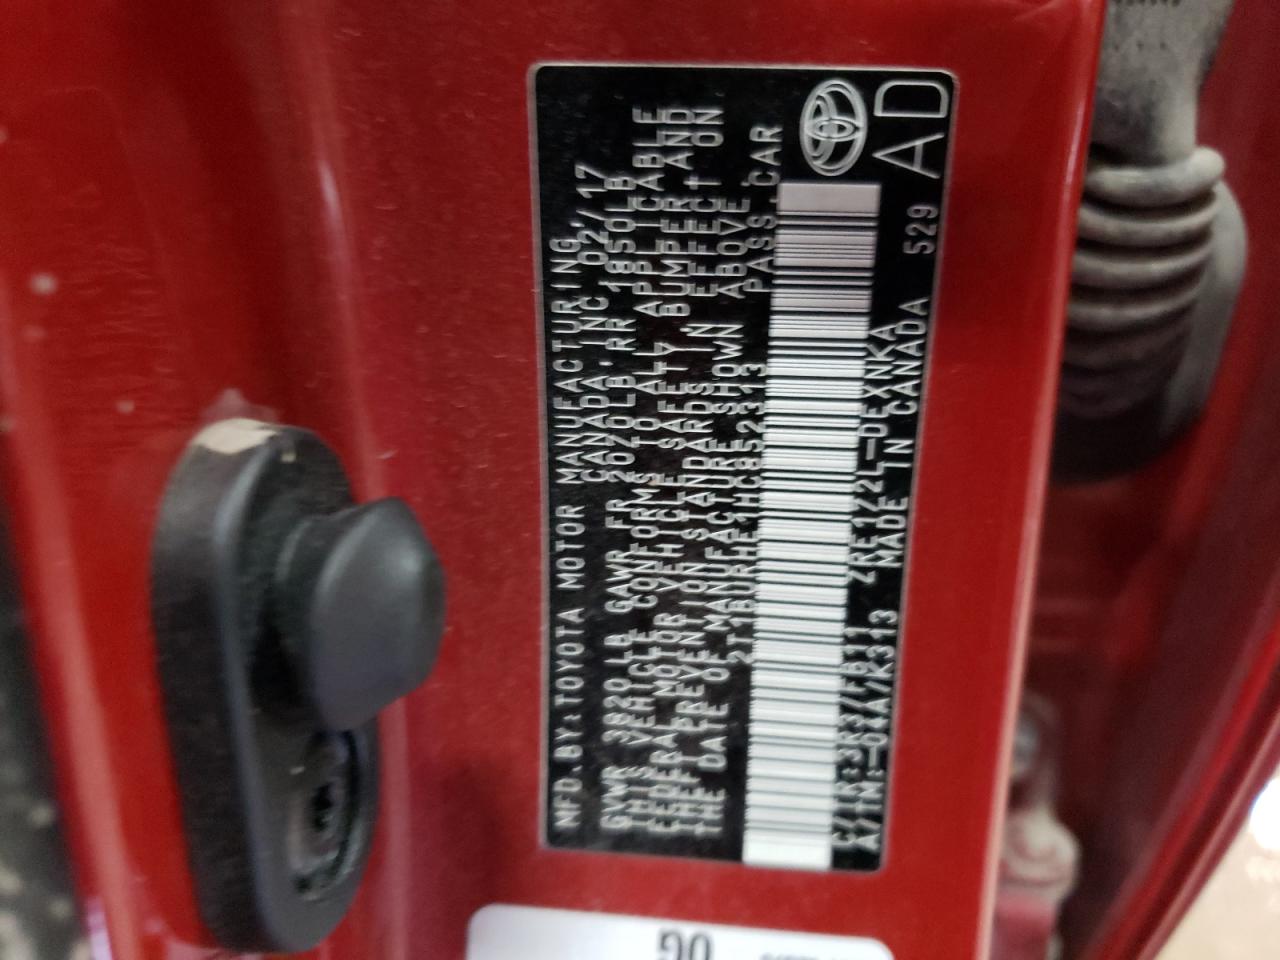 MFD.BY:TOYOTA MOTOR MANUFACTURING
CANADA,INC. 02/17
GVWR 3820LB GAWR FR 2020LB,RR 1850LB
THIS VEHICLE CONFORMS TO ALL APPLICABLE
FEDERAL MOTOR VEHICLE SAFETY BUMPER, AND
THEFT PREVENTION STANDARDS IN EFFECT ON
THE DATE OF MANUFACTURE SHOWN ABOVE.
2T1BURHE1HC852313 PASS.CAR
C/TR:3R3/FB11 ZRE172L-DEXNKA
A/TM:-04A/K313 MADE IN CANADA 529
AD